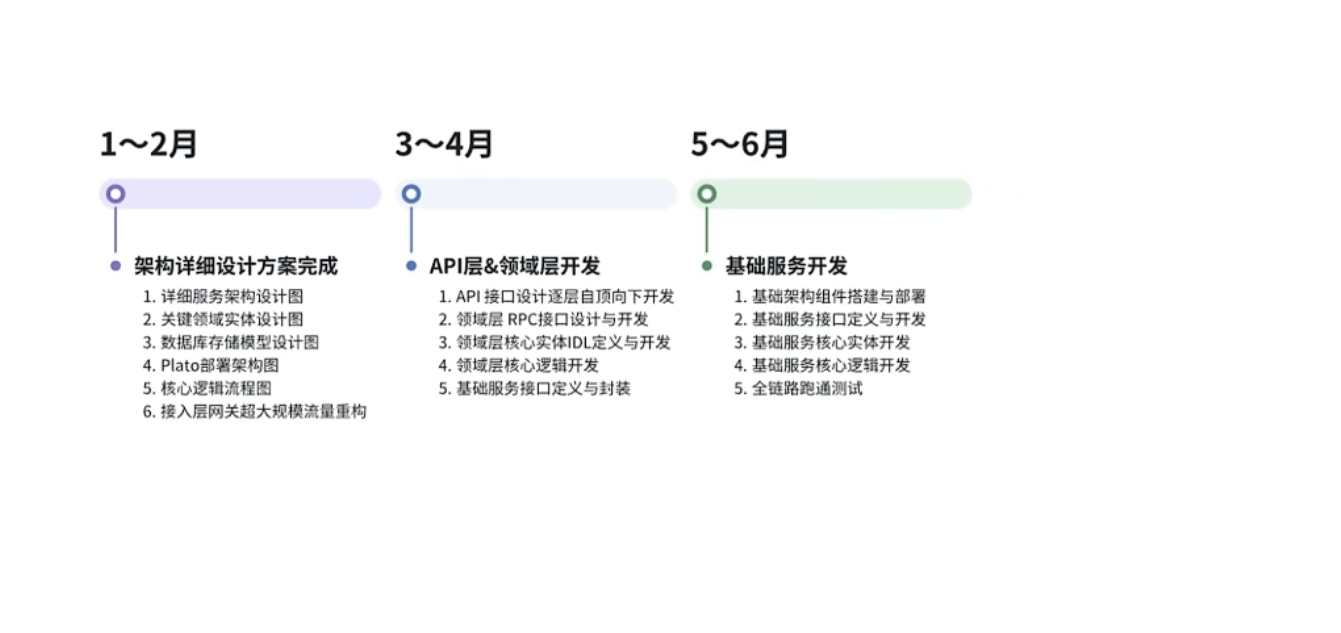 1～2月
架构详细设计方案完成
1. 详细服务架构设计图
2. 关键领域实体设计图
3. 数据库存储模型设计图
4. Plato部署架构图
5. 核心逻辑流程图
6. 接入层网关超大规模流量重构
3～4月
API层&领域层开发
1. API 接口设计逐层自顶向下开发
2. 领域层 RPC接口设计与开发
3. 领域层核心实体IDL定义与开发
4. 领域层核心逻辑开发
5. 基础服务接口定义与封装
5～6月
基础服务开发
1. 基础架构组件搭建与部署
2. 基础服务接口定义与开发
3. 基础服务核心实体开发
4. 基础服务核心逻辑开发
5. 全链路跑通测试